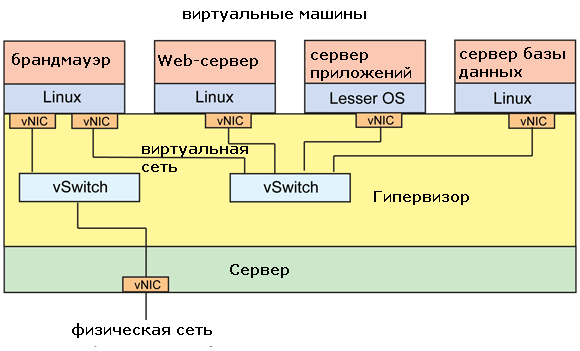 виртуальные машины
брандмауэр
Web-сервер
сервер
приложений
сервер базы
данных
Linux
Linux
Lesser OS
Linux
vNIC
vNIC
vNIC
vNIC
vNIC
виртуальная
сеть
vSwitch
vSwitch
Гипервизор
Сервер
vNIC
физическая сеть